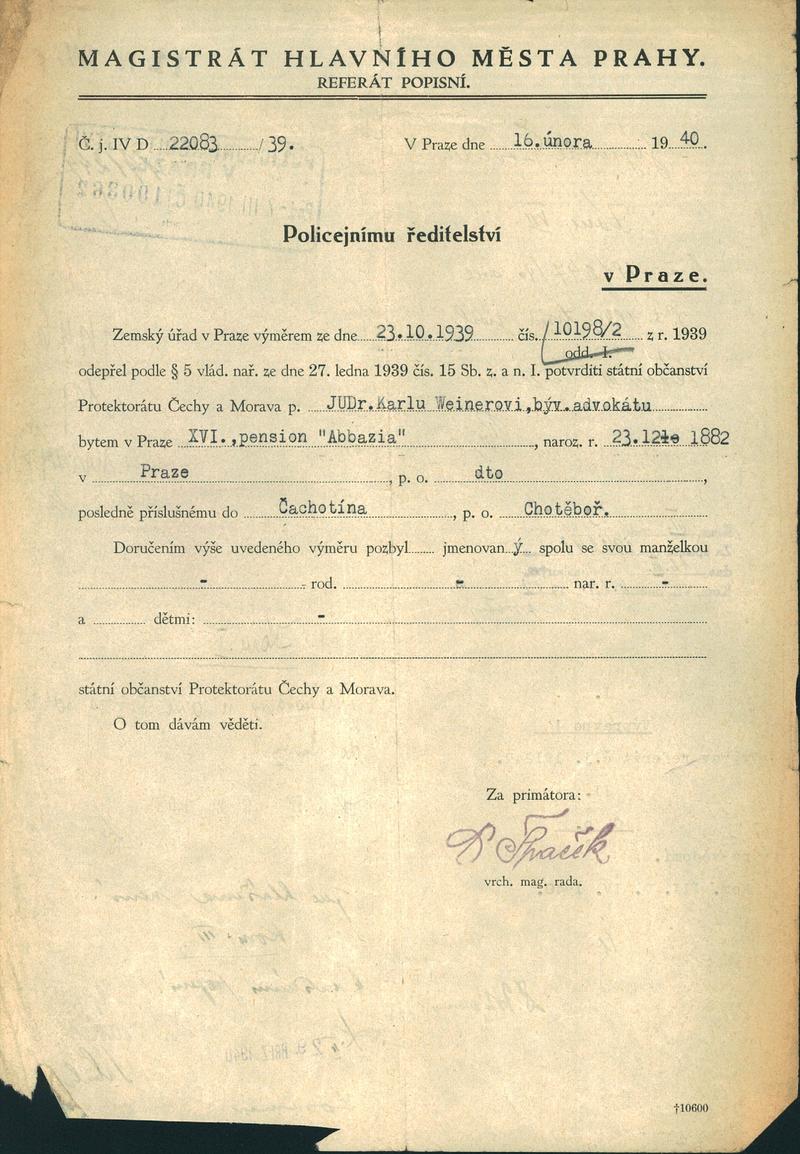 MAGISTRÁT HLAVNÍHO MĚSTA PRAHY.
REFERÁT POPISNÍ.
Č. j. IV D 22083 / 39. V Praze dne 16. února 19 40.
Policejnímu ředitelství
v Praze.
Zemský úřad v Praze výměrem ze dne 23.10.1939 čís. 10198/2 z r. 1939
odd. I.
odepřel podle § 5 vlád. nař. ze dne 27. ledna 1939 čís. 15 Sb. z. a n. I. potvrditi státní občanství
Protektorátu Čechy a Morava p. JUDr. Karlu Weinerovi, býv. advokátu
bytem v Praze XVI., pension "Abbazia", naroz. r. 23.12 1882
v Praze, p. o. dto,
posledně příslušnému do Čachotína, p. o. Chotěboř.
Doručením výše uvedeného výměru pozbyl jmenovaný spolu se svou manželkou
- rod. - nar. r. -
a dětmi: -
státní občanství Protektorátu Čechy a Morava.
O tom dávám věděti.
Za primátora:
vrch. mag. rada.
†10600